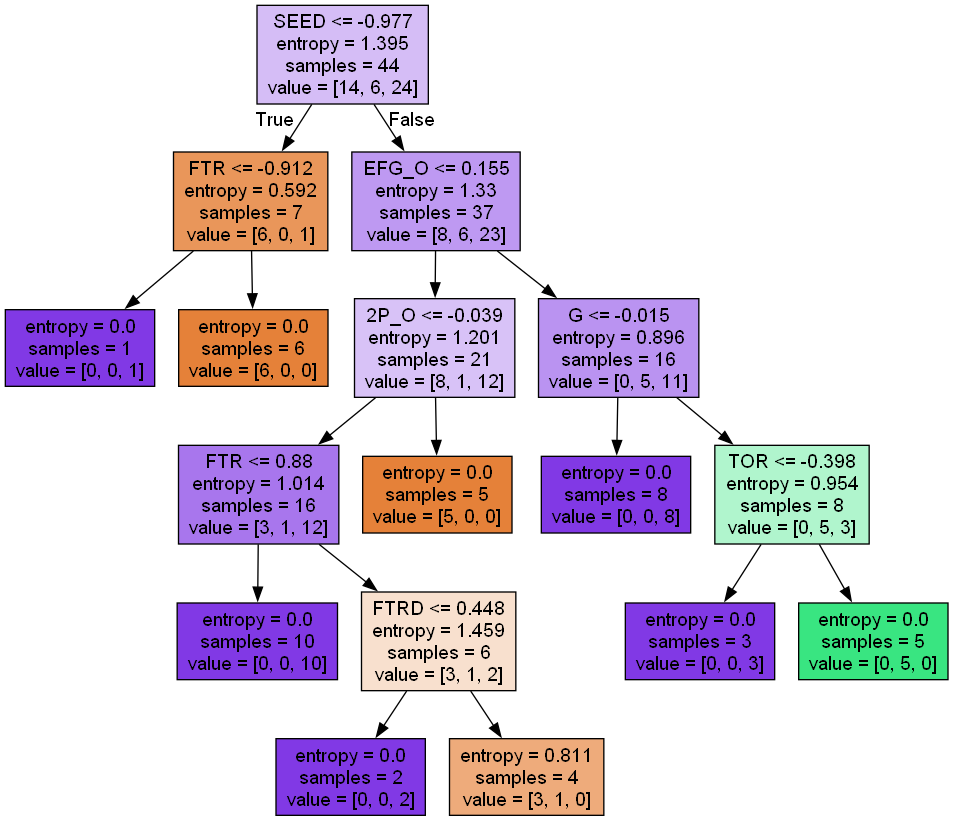 SEED <= -0.977
entropy = 1.395
samples = 44
value = [14, 6, 24]
True
False
FTR <= -0.912
entropy = 0.592
samples = 7
value = [6, 0, 1]
EFG_O <= 0.155
entropy = 1.33
samples = 37
value = [8, 6, 23]
entropy = 0.0
samples = 1
value = [0, 0, 1]
entropy = 0.0
samples = 6
value = [6, 0, 0]
2P_O <= -0.039
entropy = 1.201
samples = 21
value = [8, 1, 12]
G <= -0.015
entropy = 0.896
samples = 16
value = [0, 5, 11]
FTR <= 0.88
entropy = 1.014
samples = 16
value = [3, 1, 12]
entropy = 0.0
samples = 5
value = [5, 0, 0]
entropy = 0.0
samples = 8
value = [0, 0, 8]
TOR <= -0.398
entropy = 0.954
samples = 8
value = [0, 5, 3]
entropy = 0.0
samples = 10
value = [0, 0, 10]
FTRD <= 0.448
entropy = 1.459
samples = 6
value = [3, 1, 2]
entropy = 0.0
samples = 3
value = [0, 0, 3]
entropy = 0.0
samples = 5
value = [0, 5, 0]
entropy = 0.0
samples = 2
value = [0, 0, 2]
entropy = 0.811
samples = 4
value = [3, 1, 0]